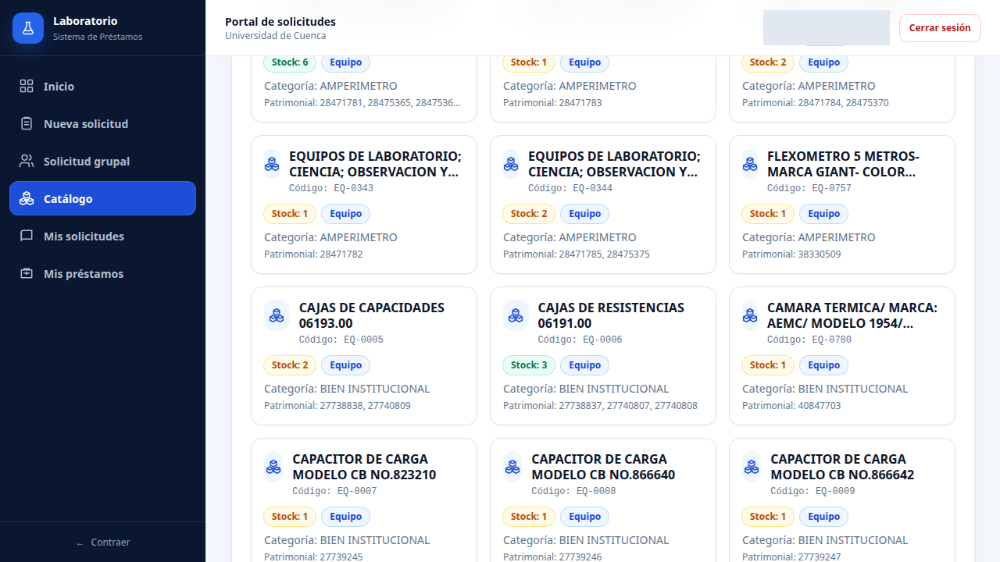 Laboratorio
Sistema de Préstamos
Inicio
Nueva solicitud
Solicitud grupal
Catálogo
Mis solicitudes
Mis préstamos
← Contraer
Portal de solicitudes
Universidad de Cuenca
Cerrar sesión
Stock: 6 Equipo
Categoría: AMPERIMETRO
Patrimonial: 28471781, 28475365, 2847536...
Stock: 1 Equipo
Categoría: AMPERIMETRO
Patrimonial: 28471783
Stock: 2 Equipo
Categoría: AMPERIMETRO
Patrimonial: 28471784, 28475370
EQUIPOS DE LABORATORIO;
CIENCIA; OBSERVACION Y...
Código: EQ-0343
Stock: 1 Equipo
Categoría: AMPERIMETRO
Patrimonial: 28471782
EQUIPOS DE LABORATORIO;
CIENCIA; OBSERVACION Y...
Código: EQ-0344
Stock: 2 Equipo
Categoría: AMPERIMETRO
Patrimonial: 28471785, 28475375
FLEXOMETRO 5 METROS-
MARCA GIANT- COLOR...
Código: EQ-0757
Stock: 1 Equipo
Categoría: AMPERIMETRO
Patrimonial: 38330509
CAJAS DE CAPACIDADES
06193.00
Código: EQ-0005
Stock: 2 Equipo
Categoría: BIEN INSTITUCIONAL
Patrimonial: 27738838, 27740809
CAJAS DE RESISTENCIAS
06191.00
Código: EQ-0006
Stock: 3 Equipo
Categoría: BIEN INSTITUCIONAL
Patrimonial: 27738837, 27740807, 27740808
CAMARA TERMICA/ MARCA:
AEMC/ MODELO 1954/...
Código: EQ-0780
Stock: 1 Equipo
Categoría: BIEN INSTITUCIONAL
Patrimonial: 40847703
CAPACITOR DE CARGA
MODELO CB NO.823210
Código: EQ-0007
Stock: 1 Equipo
Categoría: BIEN INSTITUCIONAL
Patrimonial: 27739245
CAPACITOR DE CARGA
MODELO CB NO.866640
Código: EQ-0008
Stock: 1 Equipo
Categoría: BIEN INSTITUCIONAL
Patrimonial: 27739246
CAPACITOR DE CARGA
MODELO CB NO.866642
Código: EQ-0009
Stock: 1 Equipo
Categoría: BIEN INSTITUCIONAL
Patrimonial: 27739247